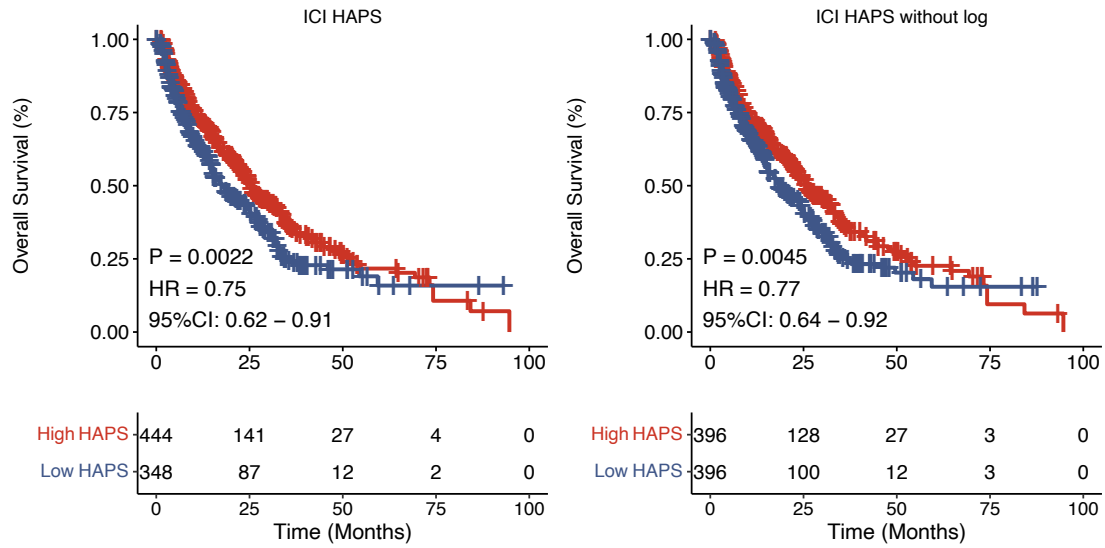 ICI HAPS
Overall Survival (%)
1.00
0.75
0.50
0.25
0.00
P = 0.0022
HR = 0.75
95%CI: 0.62 – 0.91
0 25 50 75 100
High HAPS 444 141 27 4 0
Low HAPS 348 87 12 2 0
0 25 50 75 100
Time (Months)
ICI HAPS without log
Overall Survival (%)
1.00
0.75
0.50
0.25
0.00
P = 0.0045
HR = 0.77
95%CI: 0.64 – 0.92
0 25 50 75 100
High HAPS 396 128 27 3 0
Low HAPS 396 100 12 3 0
0 25 50 75 100
Time (Months)